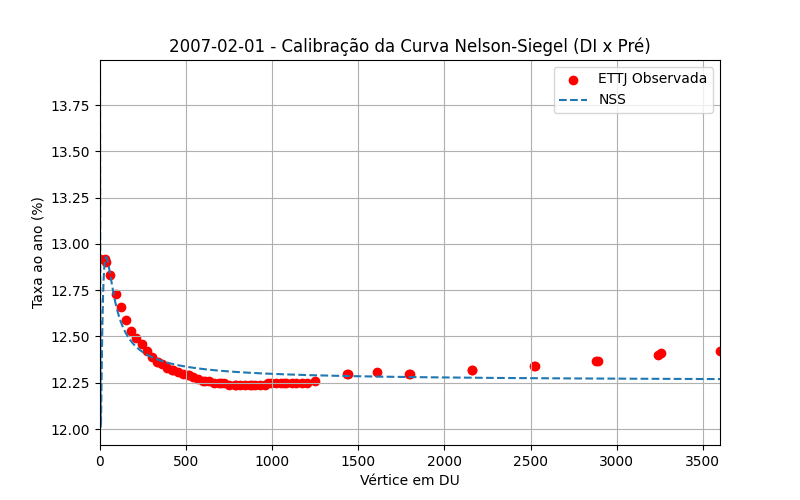 2007-02-01 - Calibração da Curva Nelson-Siegel (DI x Pré)
ETTJ Observada
NSS
Taxa ao ano (%)
13.75
13.50
13.25
13.00
12.75
12.50
12.25
12.00
0 500 1000 1500 2000 2500 3000 3500
Vértice em DU